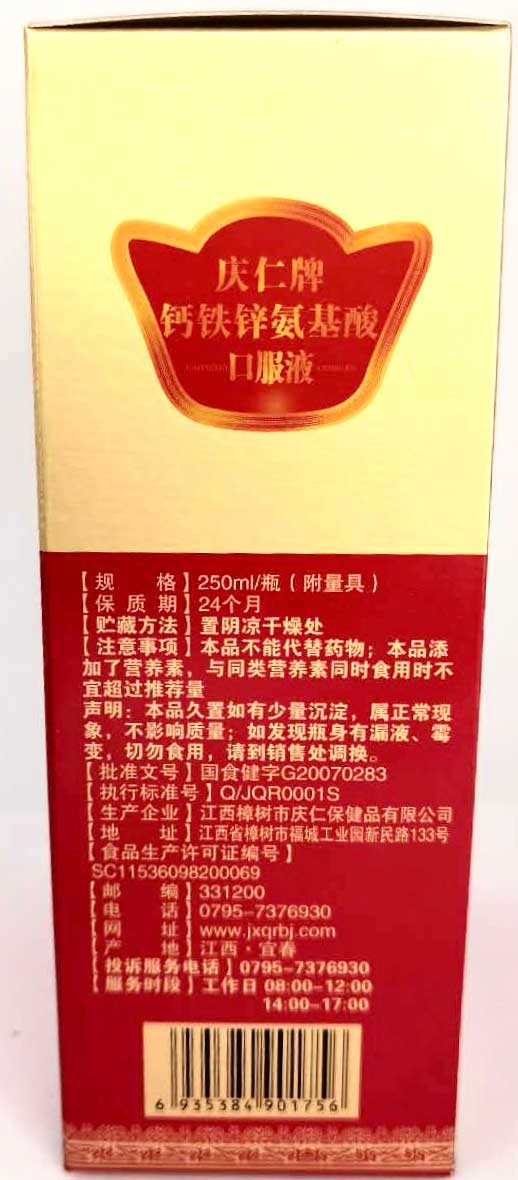 庆仁牌
钙铁锌氨基酸
口服液
【规格】250ml/瓶（附量具）
【保质期】24个月
【贮藏方法】置阴凉干燥处
【注意事项】本品不能代替药物；本品添
加了营养素，与同类营养素同时食用时不
宜超过推荐量
声明：本品久置如有少量沉淀，属正常现
象，不影响质量；如发现瓶身有漏液、霉
变，切勿食用，请到销售处调换。
【批准文号】国食健字G20070283
【执行标准号】Q/JQR0001S
【生产企业】江西樟树市庆仁保健品有限公司
【地址】江西省樟树市福城工业园新民路133号
【食品生产许可证编号】
SC11536098200069
【邮编】331200
【电话】0795-7376930
【网址】www.jxqrbj.com
【产地】江西·宜春
【投诉服务电话】0795-7376930
【服务时段】工作日 08:00-12:00
14:00-17:00
6 935384 901756